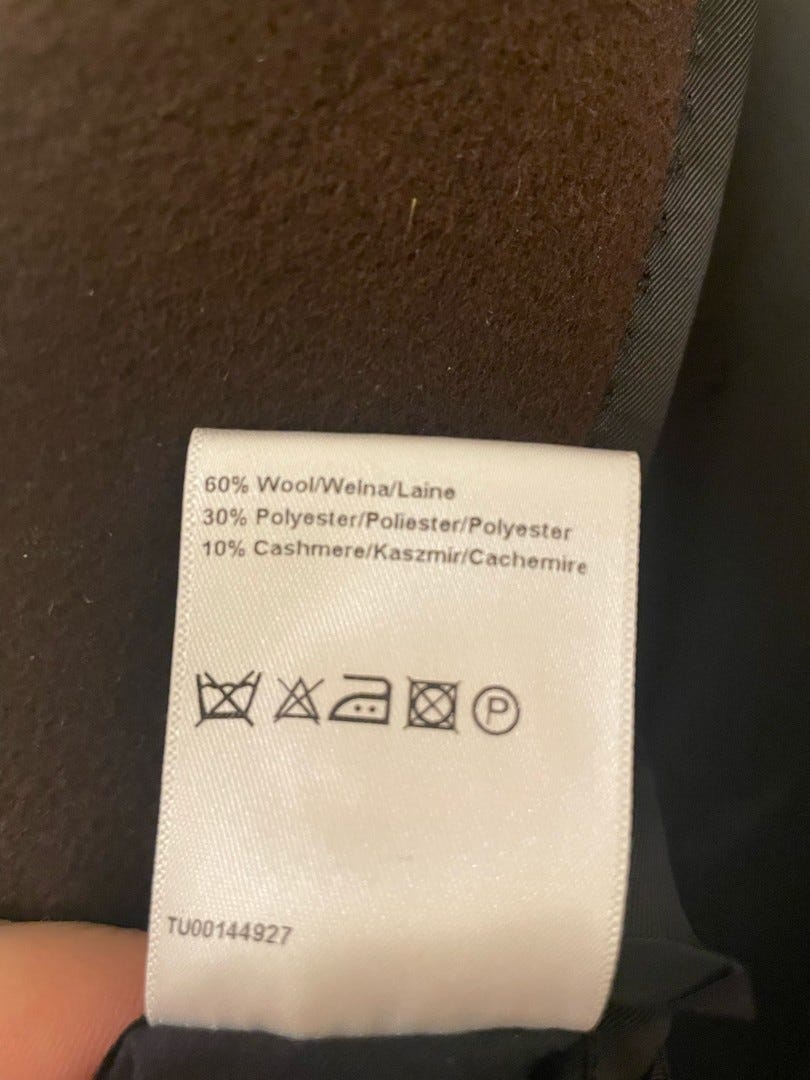 60% Wool/Wełna/Laine
30% Polyester/Poliester/Polyester
10% Cashmere/Kaszmir/Cachemire
P
TU00144927